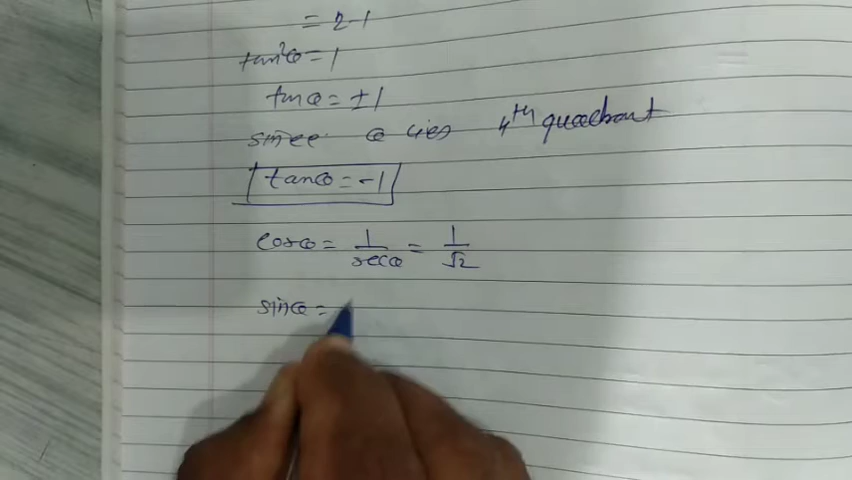 = 2-1
tan²θ = 1
tanθ = ±1
since θ lies 4th quadrant
tanθ = -1
cosθ = 1/secθ = 1/√2
sinθ =